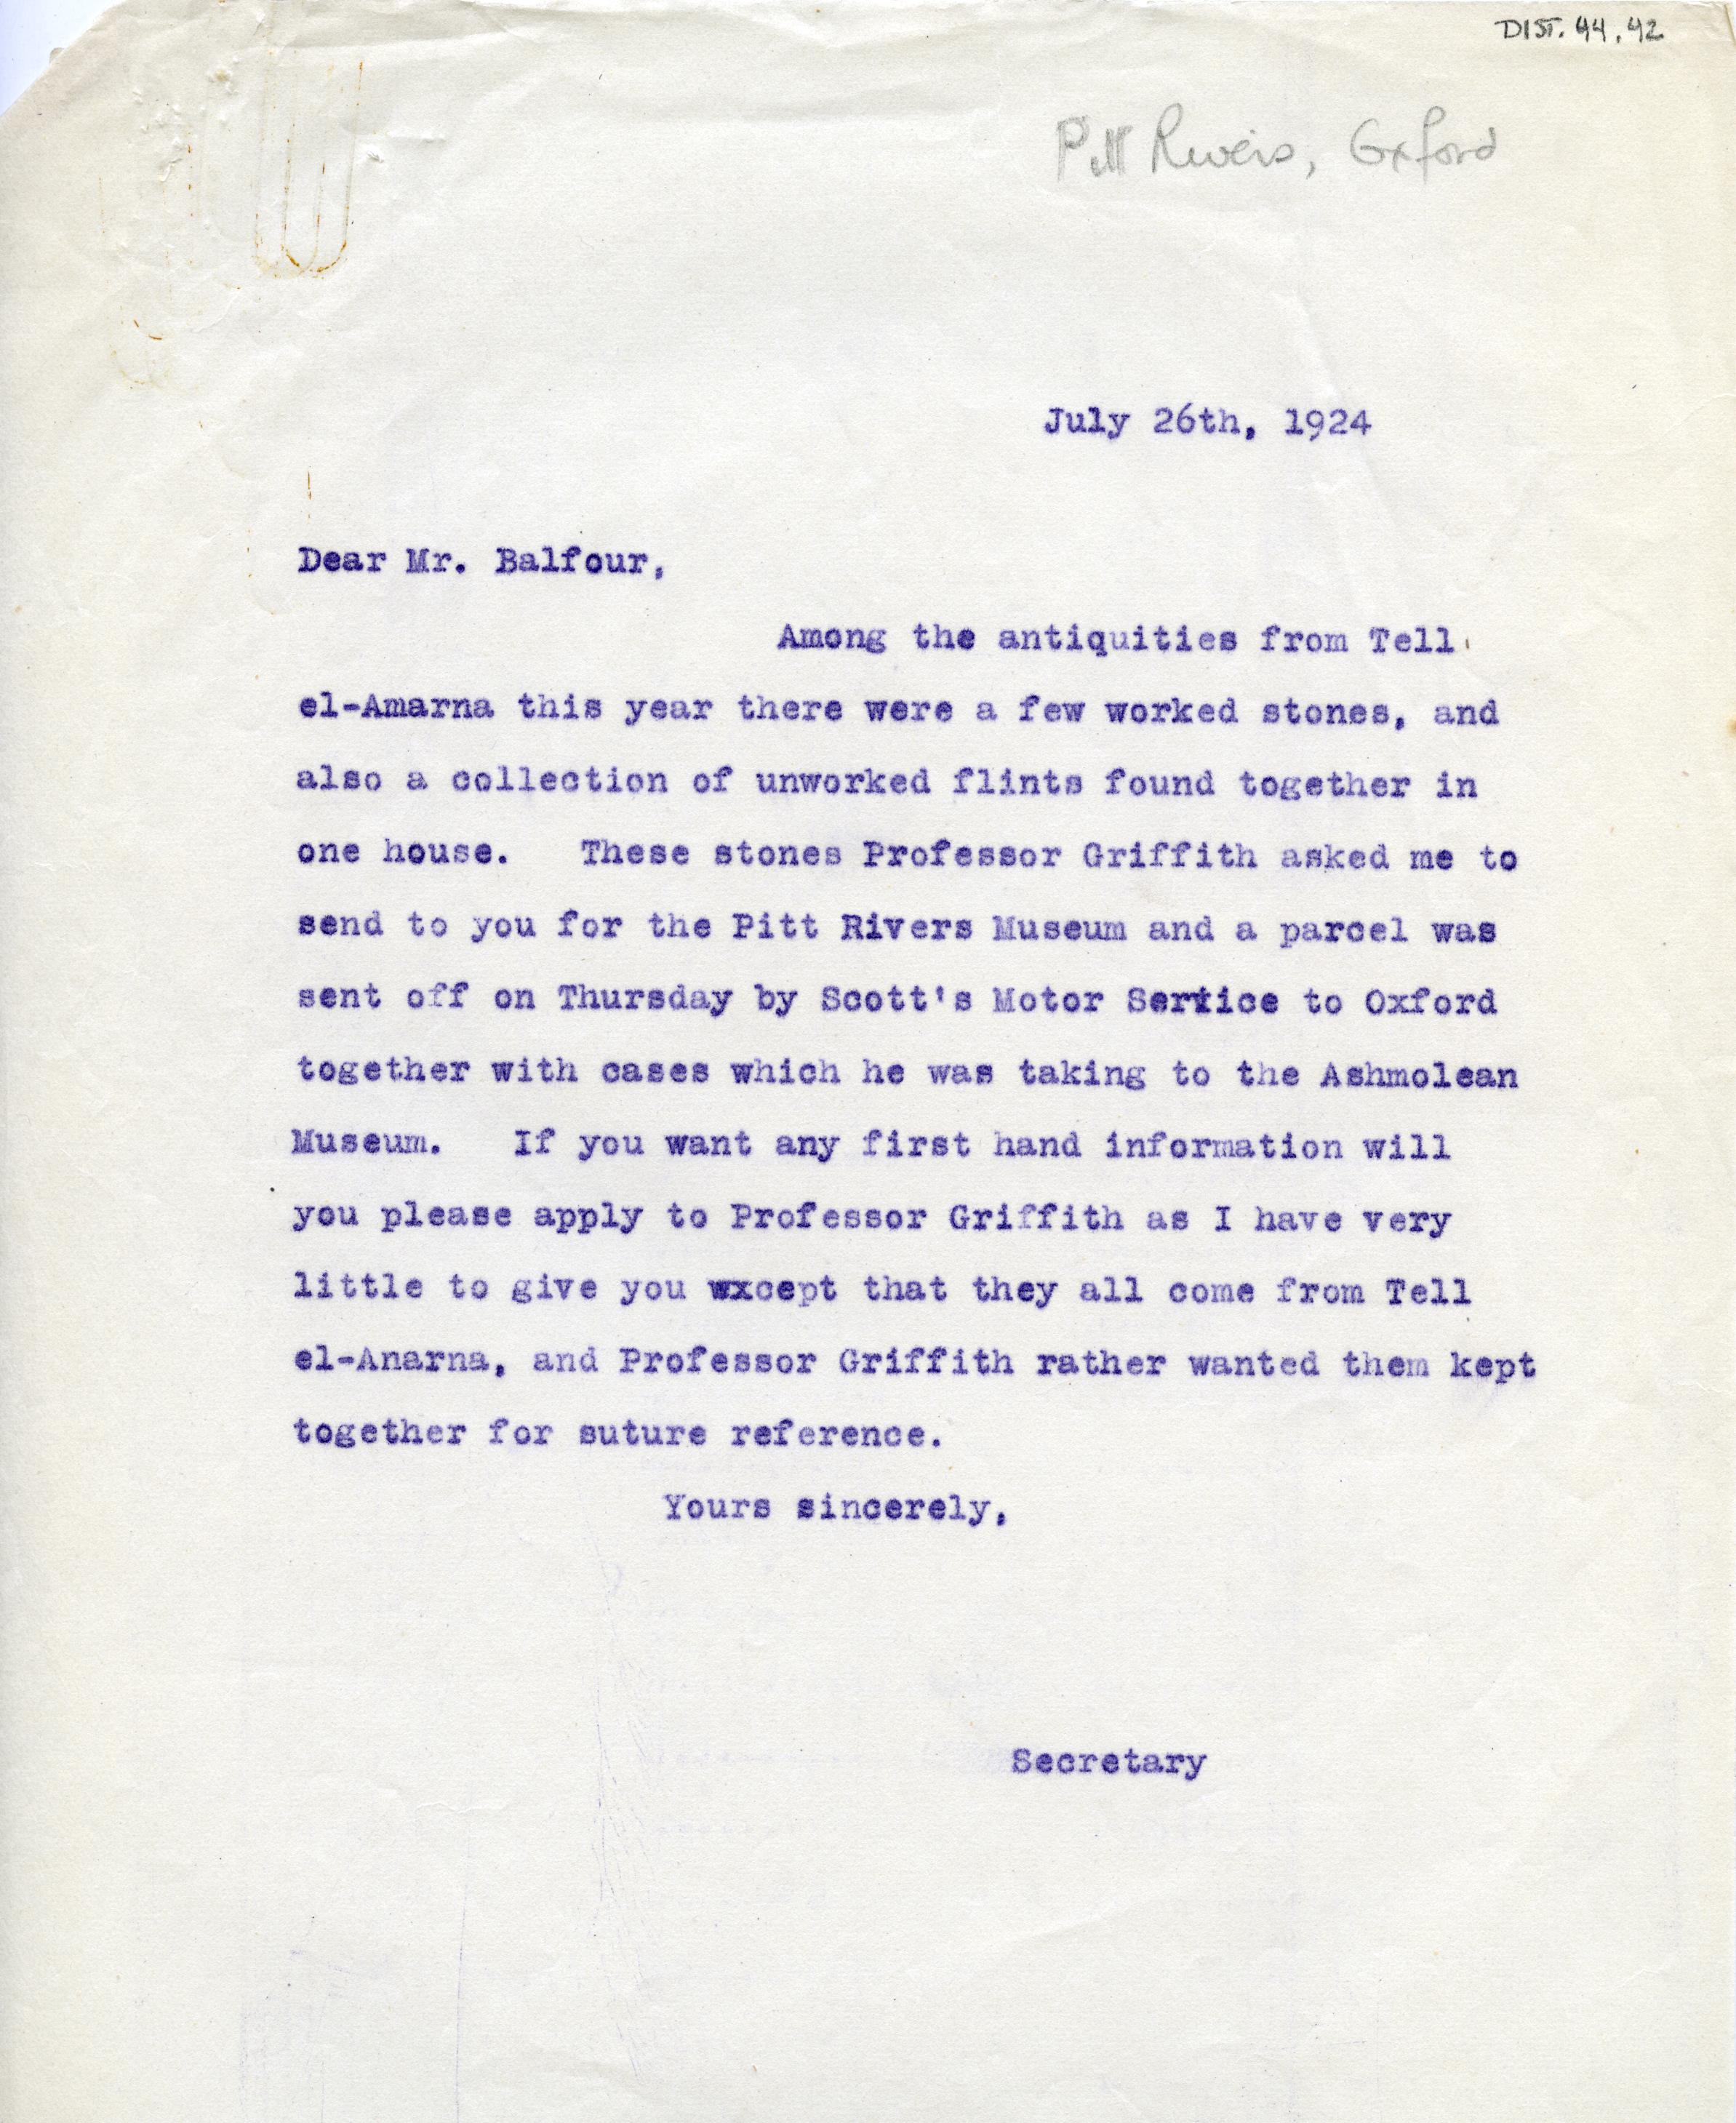 DIST. 44.42
Pitt Rivers, Oxford
July 26th, 1924
Dear Mr. Balfour,
Among the antiquities from Tell
el-Amarna this year there were a few worked stones, and
also a collection of unworked flints found together in
one house. These stones Professor Griffith asked me to
send to you for the Pitt Rivers Museum and a parcel was
sent off on Thursday by Scott's Motor Service to Oxford
together with cases which he was taking to the Ashmolean
Museum. If you want any first hand information will
you please apply to Professor Griffith as I have very
little to give you wxcept that they all come from Tell
el-Anarna, and Professor Griffith rather wanted them kept
together for suture reference.
Yours sincerely,
Secretary